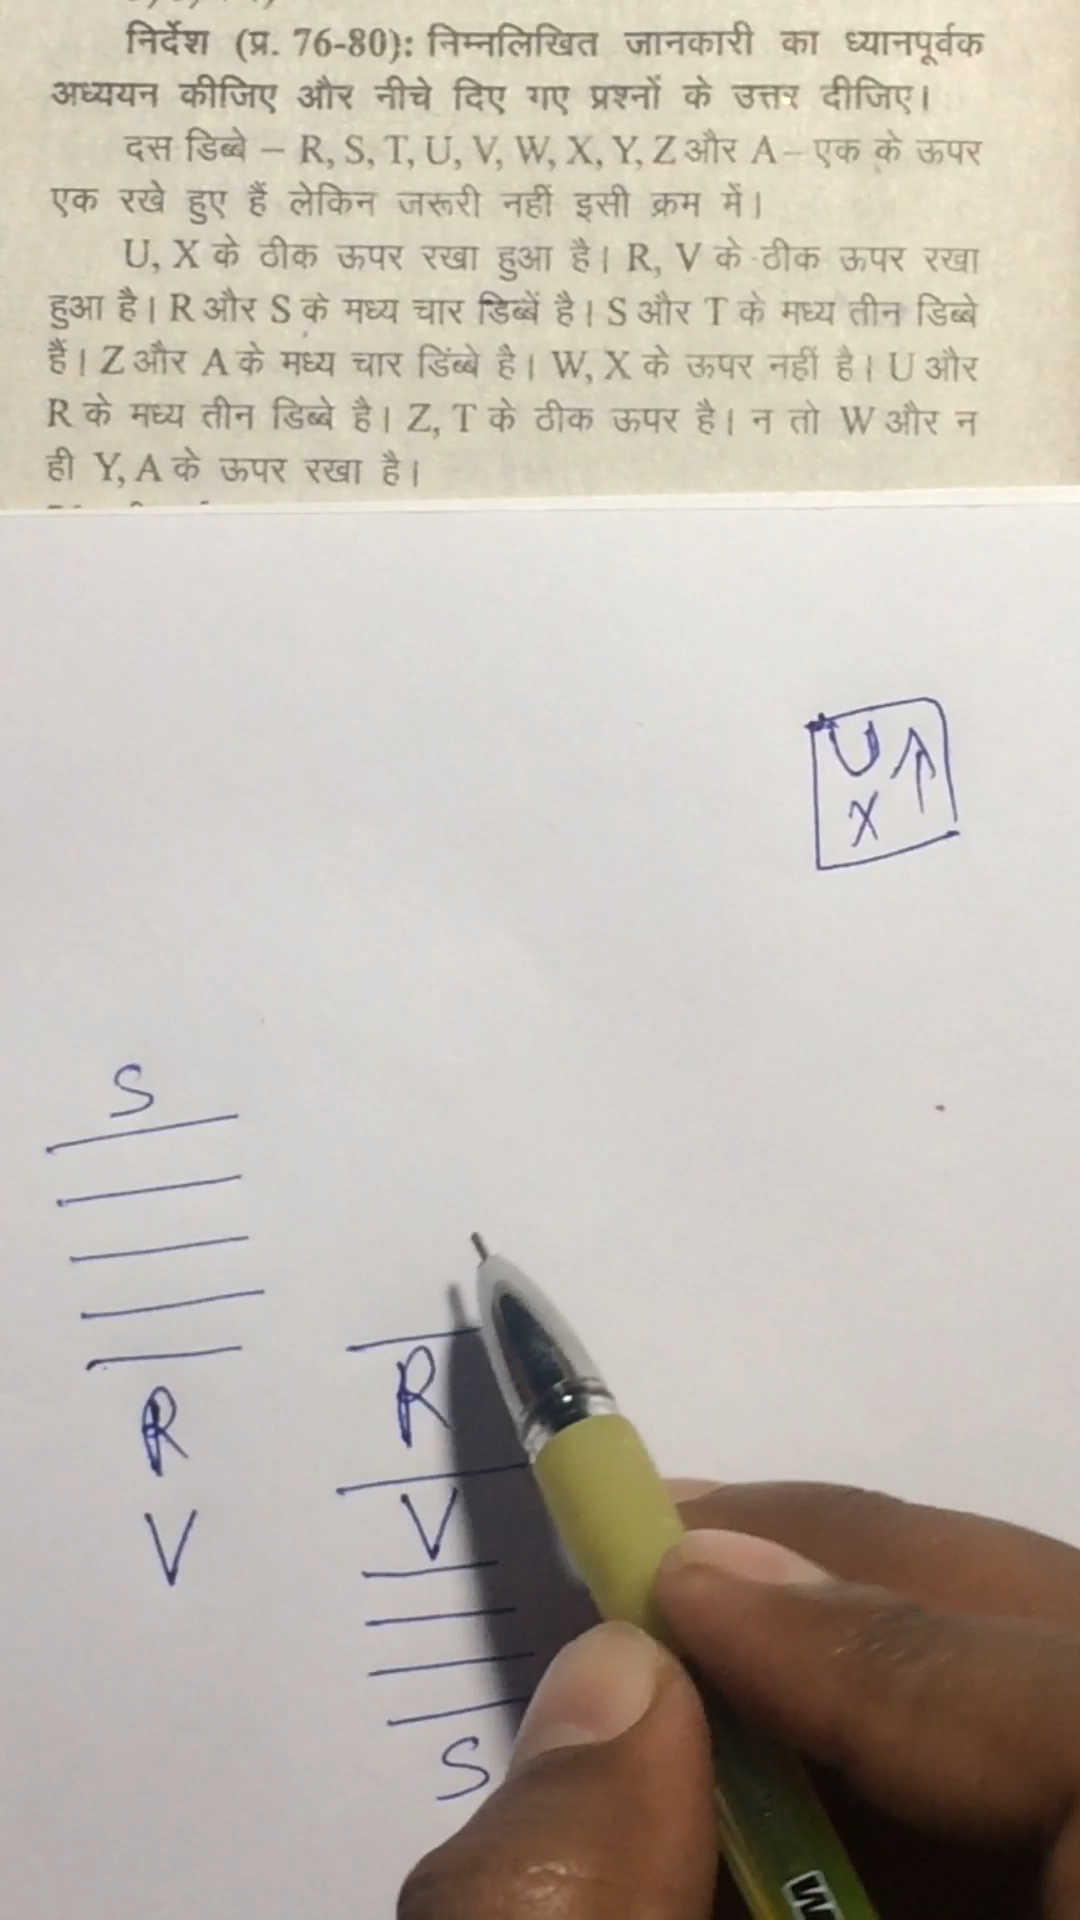 निर्देश (प्र. 76-80): निम्नलिखित जानकारी का ध्यानपूर्वक
अध्ययन कीजिए और नीचे दिए गए प्रश्नों के उत्तर दीजिए।
दस डिब्बे – R, S, T, U, V, W, X, Y, Z और A – एक के ऊपर
एक रखे हुए हैं लेकिन जरूरी नहीं इसी क्रम में।
U, X के ठीक ऊपर रखा हुआ है। R, V के ठीक ऊपर रखा
हुआ है। R और S के मध्य चार डिब्बें है। S और T के मध्य तीन डिब्बे
हैं। Z और A के मध्य चार डिब्बे है। W, X के ऊपर नहीं है। U और
R के मध्य तीन डिब्बे है। Z, T के ठीक ऊपर है। न तो W और न
ही Y, A के ऊपर रखा है।
U
X
S
R
V
R
V
S